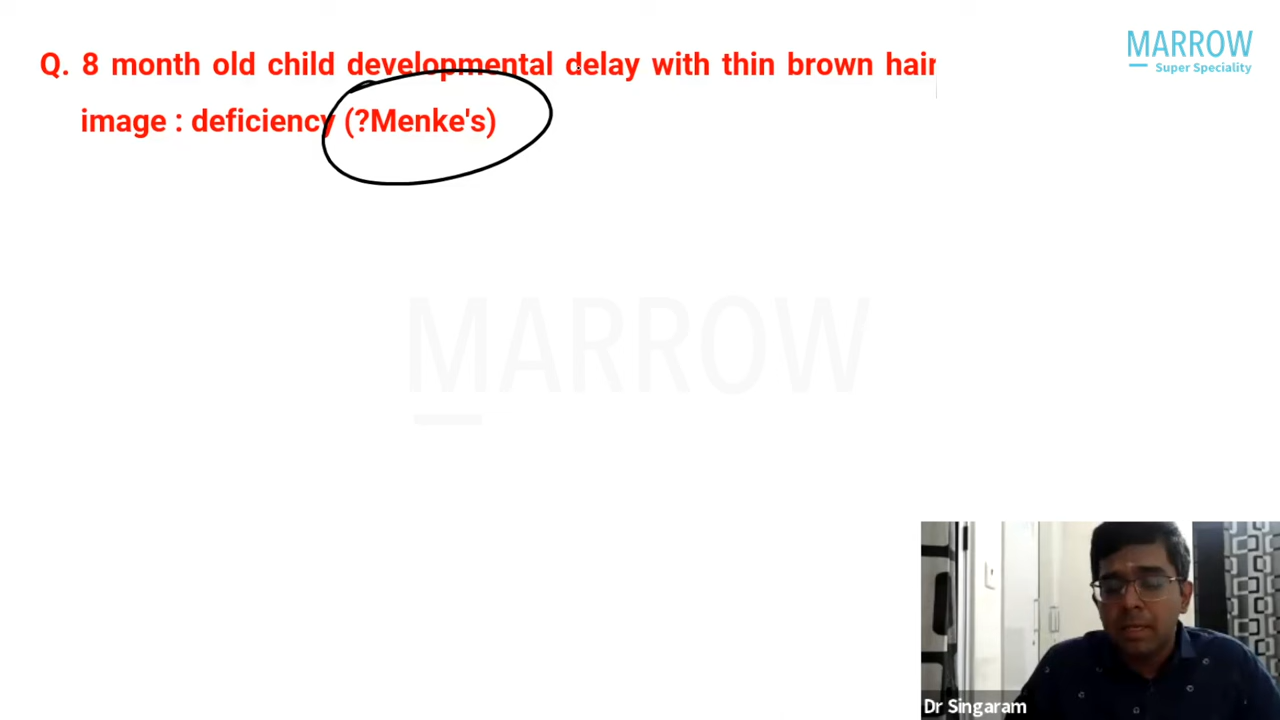 Q. 8 month old child developmental delay with thin brown hair
image : deficiency (?Menke's)
MARROW
Super Speciality
MARROW
Dr Singaram